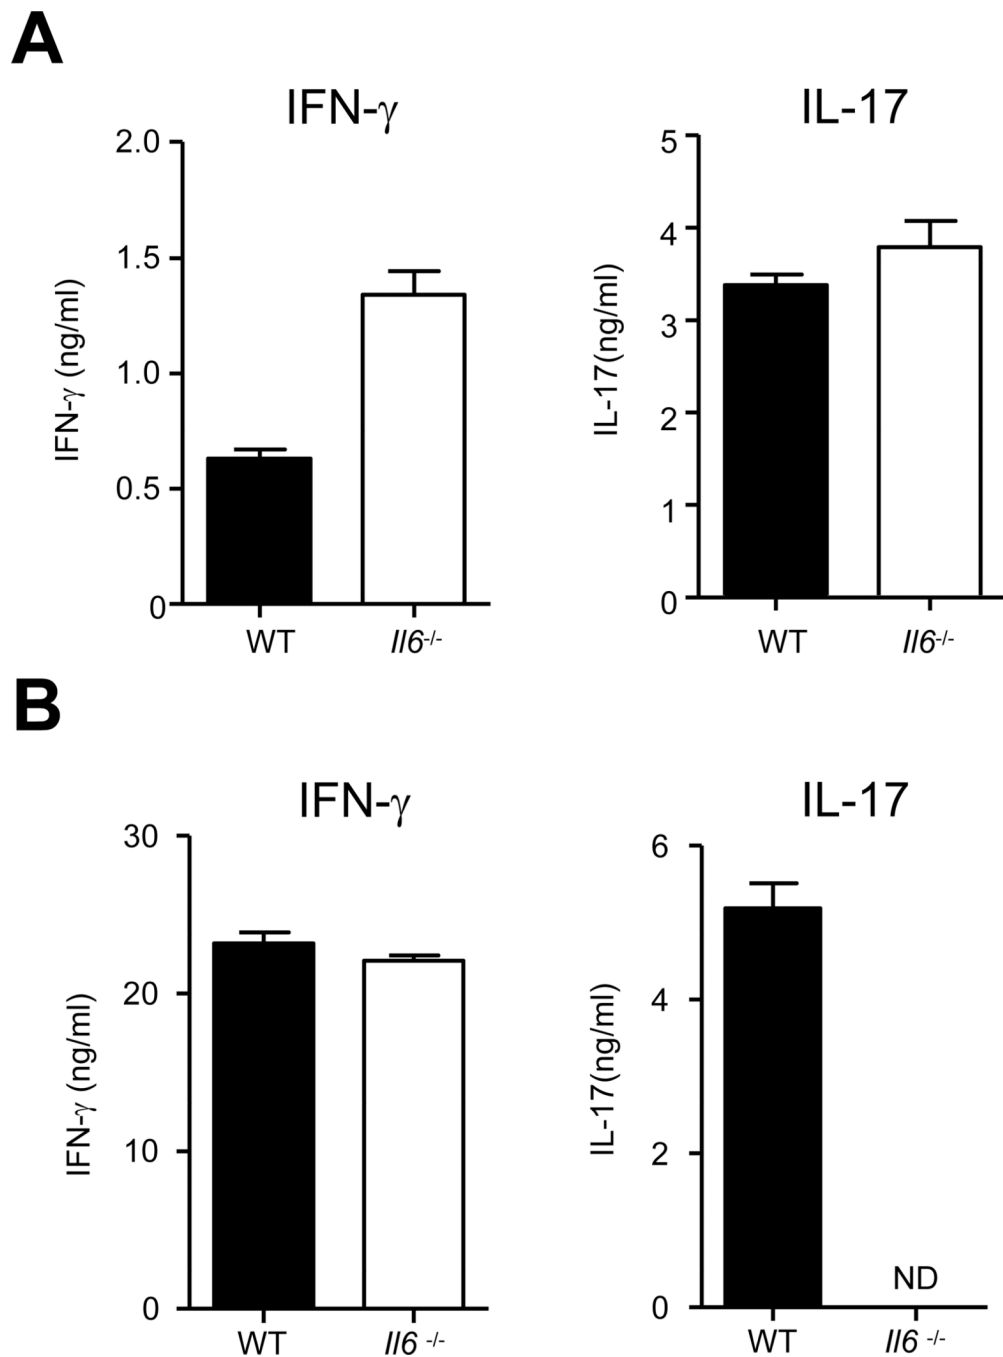 A
IFN-γ
IL-17
IFN-γ (ng/ml)
2.0
1.5
1.0
0.5
0
WT
Il6-/-
IL-17(ng/ml)
5
4
3
2
1
0
WT
Il6-/-
B
IFN-γ
IL-17
IFN-γ (ng/ml)
30
20
10
0
WT
Il6 -/-
IL-17(ng/ml)
6
4
2
0
ND
WT
Il6 -/-